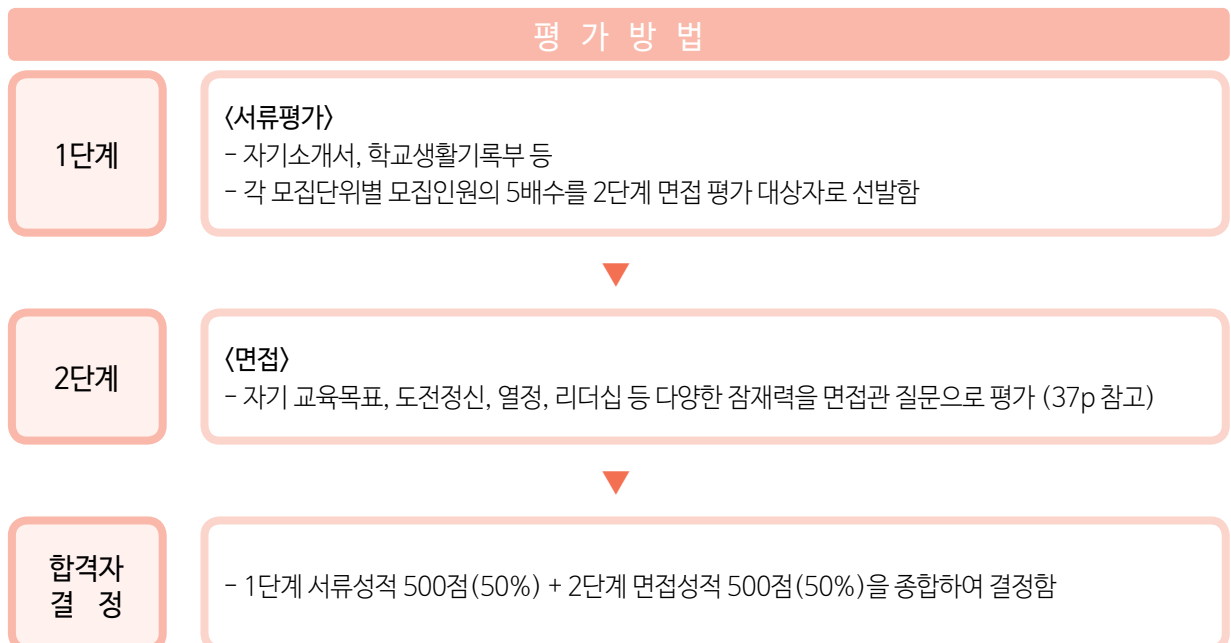 평 가 방 법
1단계
<서류평가>
- 자기소개서, 학교생활기록부 등
- 각 모집단위별 모집인원의 5배수를 2단계 면접 평가 대상자로 선발함
▼
2단계
<면접>
- 자기 교육목표, 도전정신, 열정, 리더십 등 다양한 잠재력을 면접관 질문으로 평가 (37p 참고)
▼
합격자
결 정
- 1단계 서류성적 500점(50%) + 2단계 면접성적 500점(50%)을 종합하여 결정함